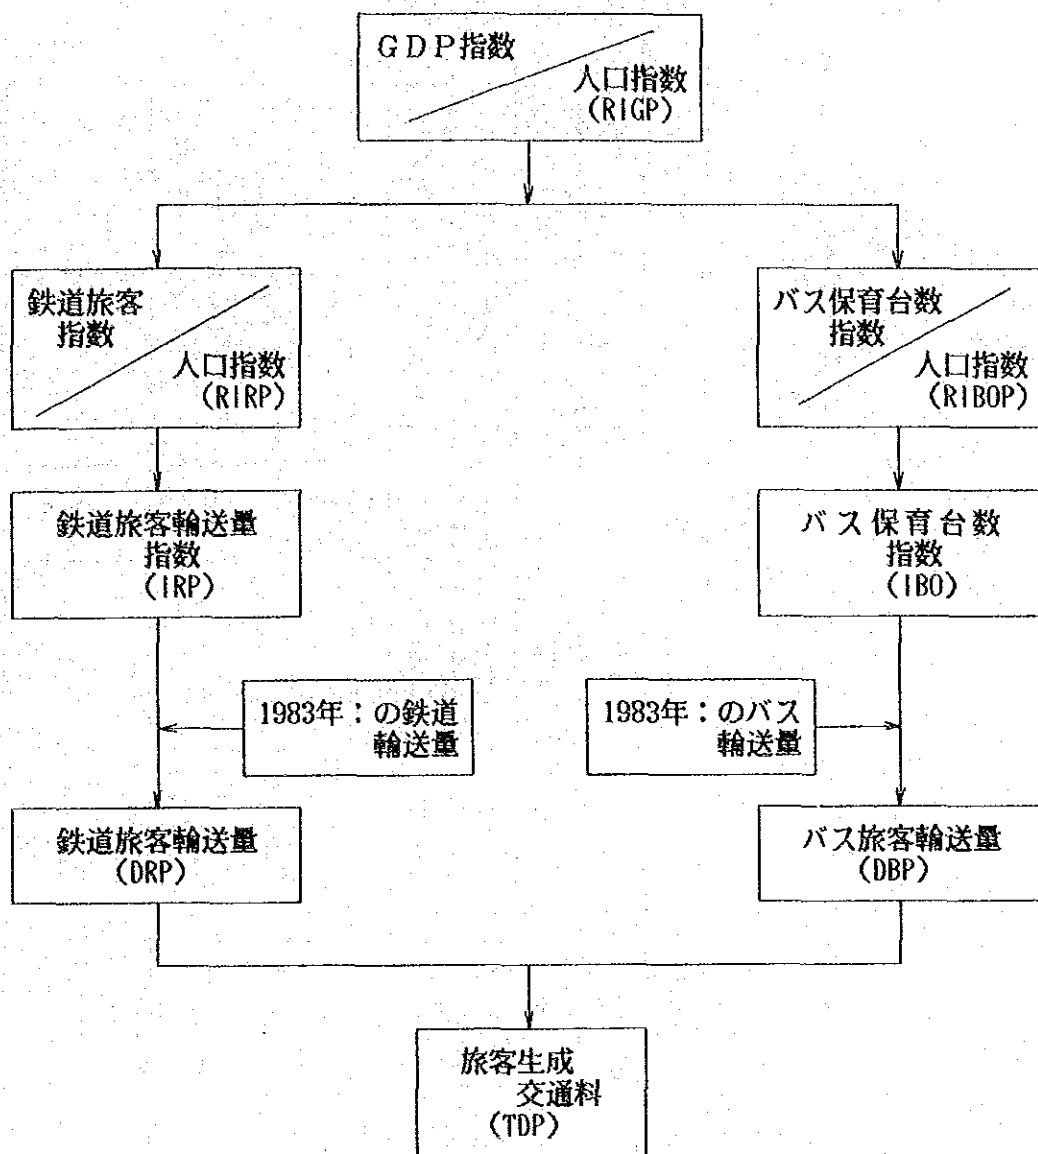 GDP指数
人口指数
(RIGP)
鉄道旅客
指数
人口指数
(RIRP)
バス保育台数
指数
人口指数
(RIBOP)
鉄道旅客輸送量
指数
(IRP)
バス保育台数
指数
(IBO)
1983年:の鉄道
輸送量
1983年:のバス
輸送量
鉄道旅客輸送量
(DRP)
バス旅客輸送量
(DBP)
旅客生成
交通料
(TDP)